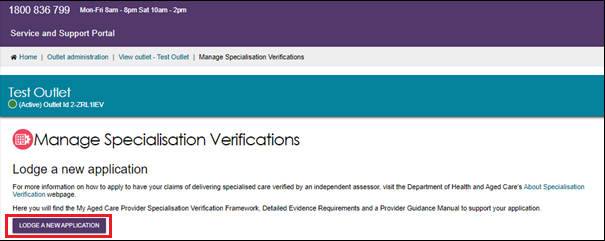 1800 836 799 Mon-Fri 8am - 8pm Sat 10am - 2pm
Service and Support Portal
Home | Outlet administration | View outlet - Test Outlet | Manage Specialisation Verifications
Test Outlet
(Active) Outlet Id 2-ZRL1IEV
Manage Specialisation Verifications
Lodge a new application
For more information on how to apply to have your claims of delivering specialised care verified by an independent assessor, visit the Department of Health and Aged Care's About Specialisation
Verification webpage.
Here you will find the My Aged Care Provider Specialisation Verification Framework, Detailed Evidence Requirements and a Provider Guidance Manual to support your application.
LODGE A NEW APPLICATION